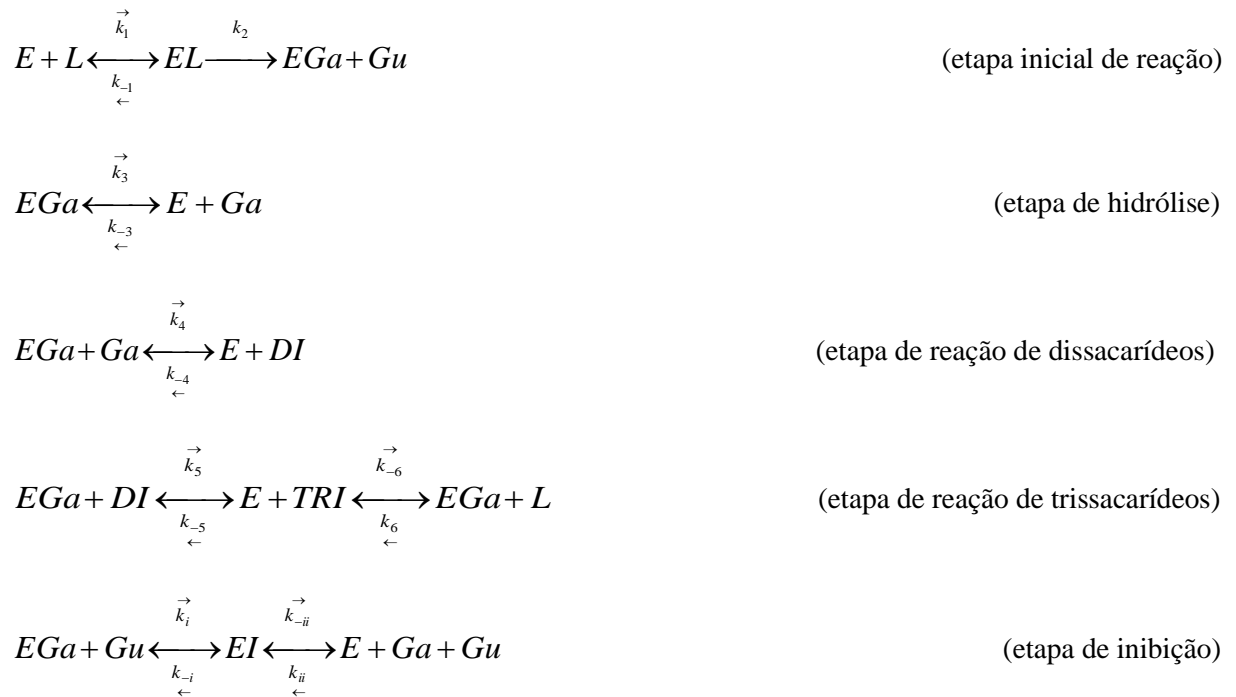 E + L ⟷ EL ⟶ EGa + Gu (etapa inicial de reação)
k₁→ k₋₁← k₂
EGa ⟷ E + Ga (etapa de hidrólise)
k₃→ k₋₃←
EGa + Ga ⟷ E + DI (etapa de reação de dissacarídeos)
k₄→ k₋₄←
EGa + DI ⟷ E + TRI ⟷ EGa + L (etapa de reação de trissacarídeos)
k₅→ k₋₅← k₋₆→ k₆←
EGa + Gu ⟷ EI ⟷ E + Ga + Gu (etapa de inibição)
kᵢ→ k₋ᵢ← k₋ᵢᵢ→ kᵢᵢ←